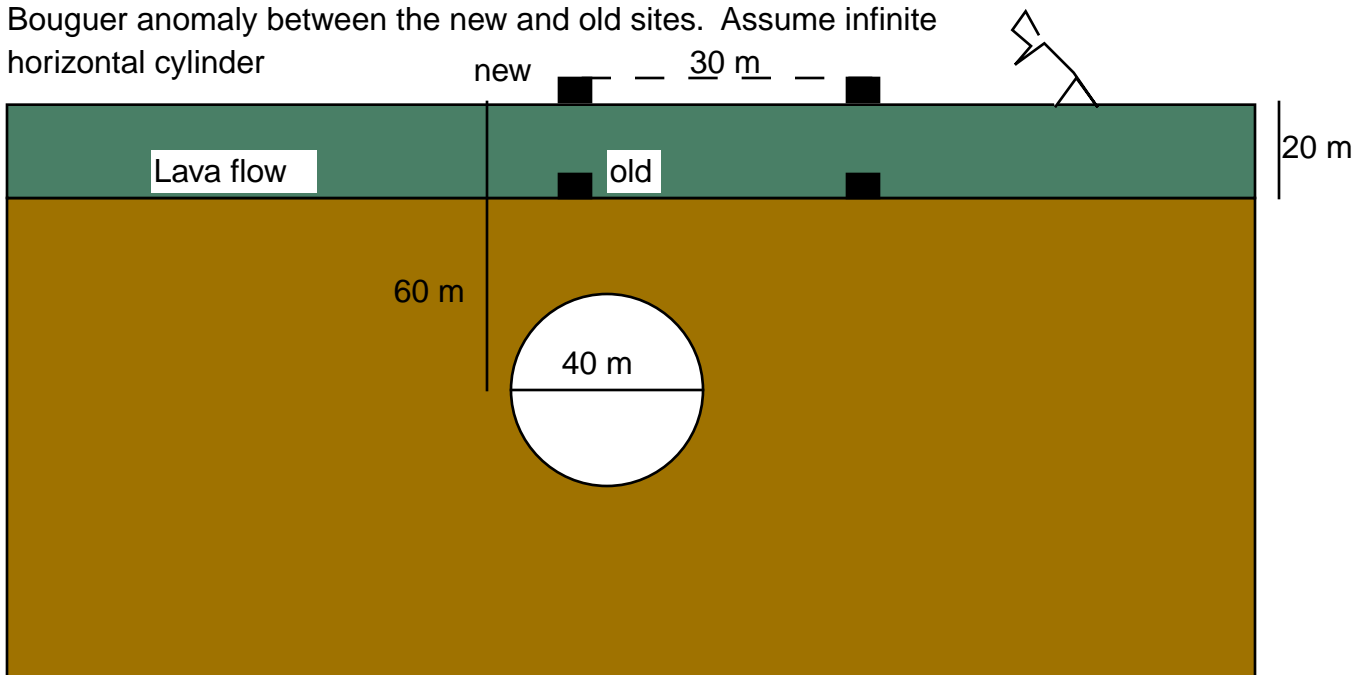 Bouguer anomaly between the new and old sites. Assume infinite
horizontal cylinder
new
30 m
20 m
Lava flow
old
60 m
40 m